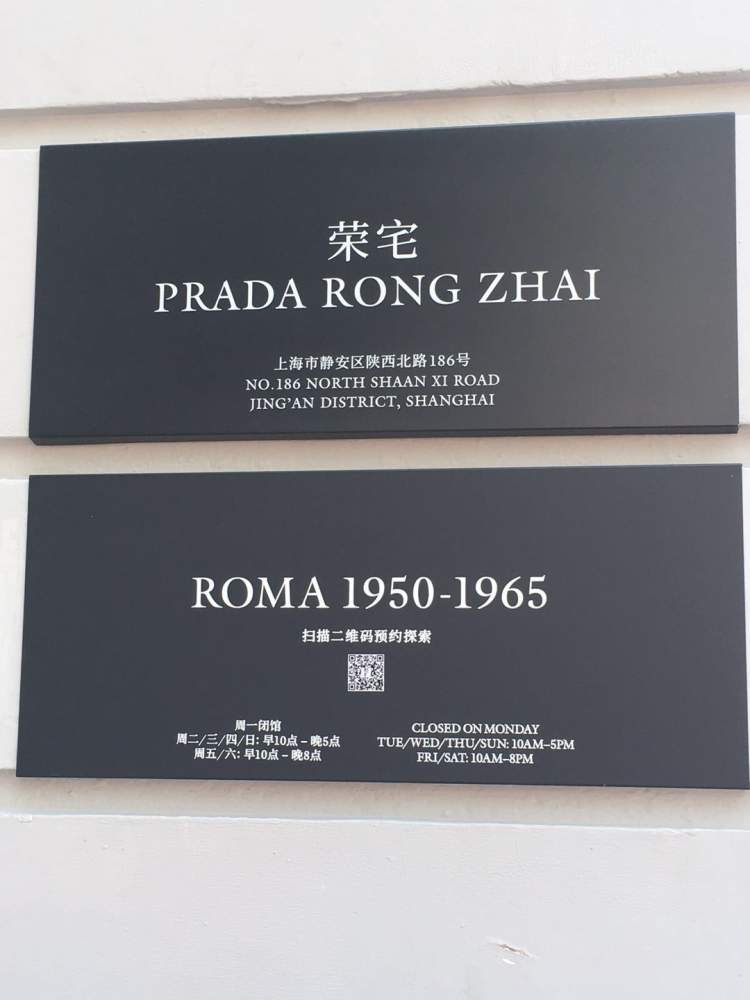 荣宅
PRADA RONG ZHAI
上海市静安区陕西北路186号
NO.186 NORTH SHAAN XI ROAD
JING'AN DISTRICT, SHANGHAI
ROMA 1950-1965
扫描二维码预约探索
周一闭馆
周二/三/四/日: 早10点 – 晚5点
周五/六: 早10点 – 晚8点
CLOSED ON MONDAY
TUE/WED/THU/SUN: 10AM–5PM
FRI/SAT: 10AM–8PM